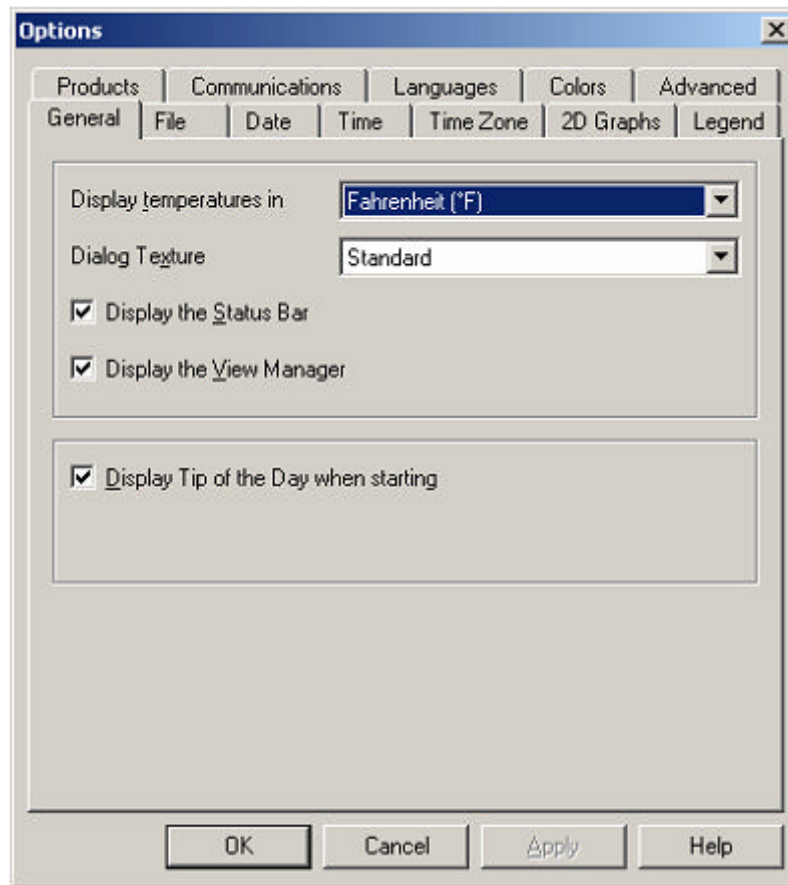 Options
Products Communications Languages Colors Advanced
General File Date Time Time Zone 2D Graphs Legend
Display temperatures in Fahrenheit (°F)
Dialog Texture Standard
Display the Status Bar
Display the View Manager
Display Tip of the Day when starting
OK Cancel Apply Help